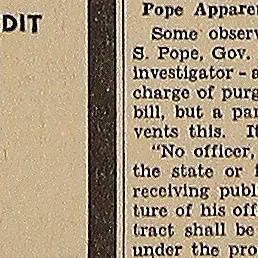 DIT
Pope Appare
Some observ
S. Pope, Gov.
investigator - a
charge of purg
bill, but a par
vents this. It
"No officer,
the state or f
receiving publ
ture of his off
tract shall be
under the pro